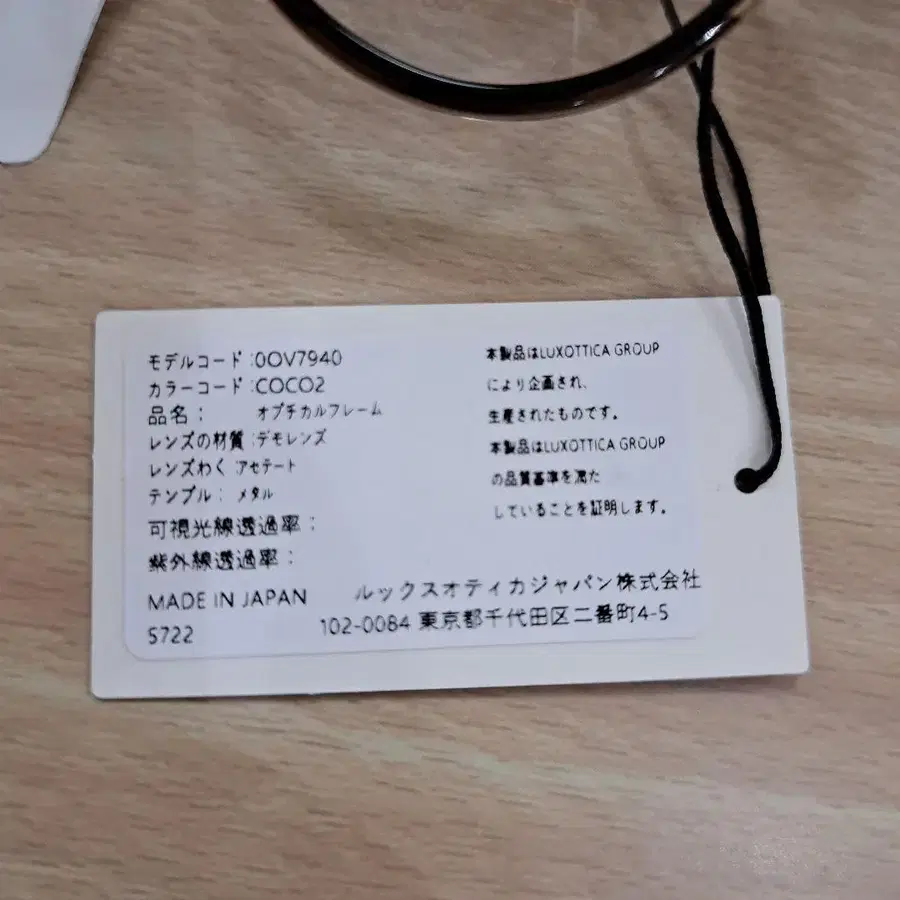 モデルコード :0OV7940
カラーコード :COCO2
品名 : オプチカルフレーム
レンズの材質 :デモレンズ
レンズわく :アセテート
テンプル : メタル
可視光線透過率 :
紫外線透過率 :
MADE IN JAPAN
5722
本製品はLUXOTTICA GROUP
により企画され、
生産されたものです。
本製品はLUXOTTICA GROUP
の品質基準を満た
していることを証明します。
ルックスオティカジャパン株式会社
102-0084 東京都千代田区二番町4-5